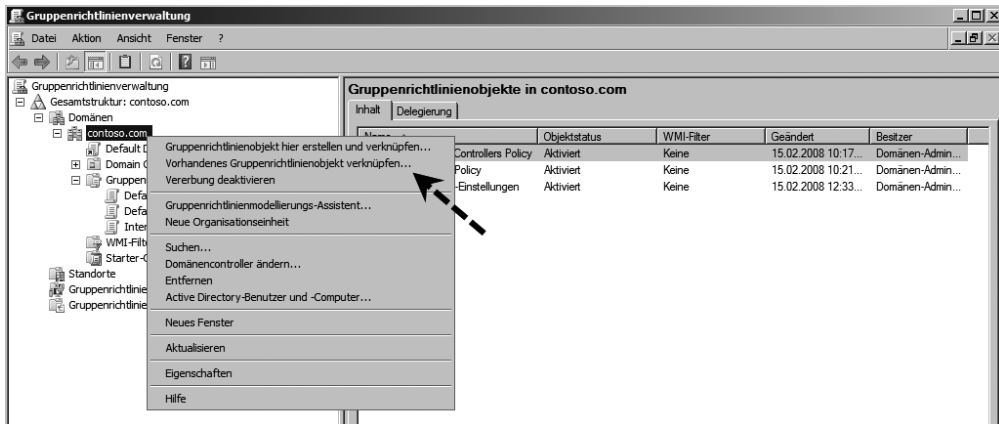 Gruppenrichtlinienverwaltung
Datei Aktion Ansicht Fenster ?
Gruppenrichtlinienverwaltung
Gesamtstruktur: contoso.com
Domänen
contoso.com
Default D
Domain C
Gruppen
Defa
Defa
Inter
WMI-Filt
Starter-G
Standorte
Gruppenrichtlinie
Gruppenrichtlinie
Gruppenrichtlinienobjekt hier erstellen und verknüpfen...
Vorhandenes Gruppenrichtlinienobjekt verknüpfen...
Vererbung deaktivieren
Gruppenrichtlinienmodellierungs-Assistent...
Neue Organisationseinheit
Suchen...
Domänencontroller ändern...
Entfernen
Active Directory-Benutzer und -Computer...
Neues Fenster
Aktualisieren
Eigenschaften
Hilfe
Gruppenrichtlinienobjekte in contoso.com
Inhalt Delegierung
Name Objektstatus WMI-Filter Geändert Besitzer
Controllers Policy Aktiviert Keine 15.02.2008 10:17... Domänen-Admin...
Policy Aktiviert Keine 15.02.2008 10:21... Domänen-Admin...
-Einstellungen Aktiviert Keine 15.02.2008 12:33... Domänen-Admin...